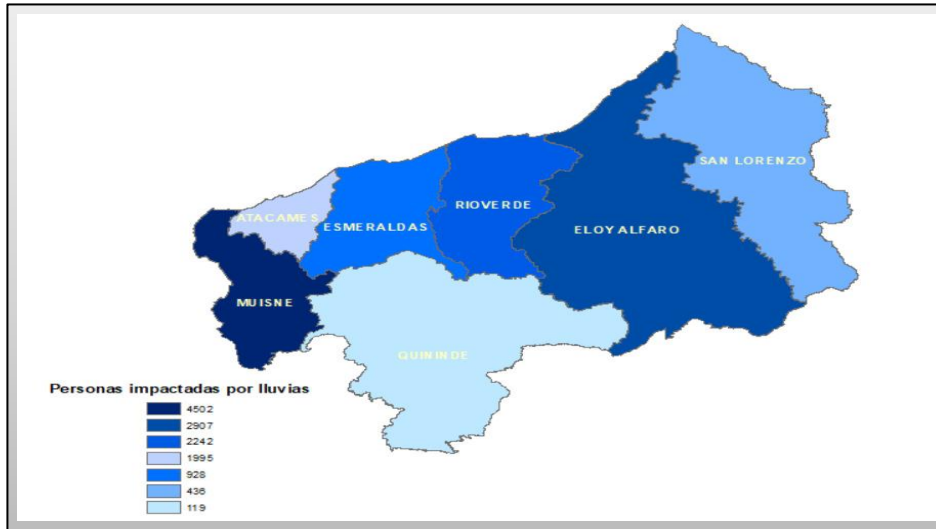 SAN LORENZO
RIOVERDE
ATACAMES
ESMERALDAS
ELOY ALFARO
MUISNE
QUININDE
Personas impactadas por lluvias
4502
2907
2242
1995
928
436
119